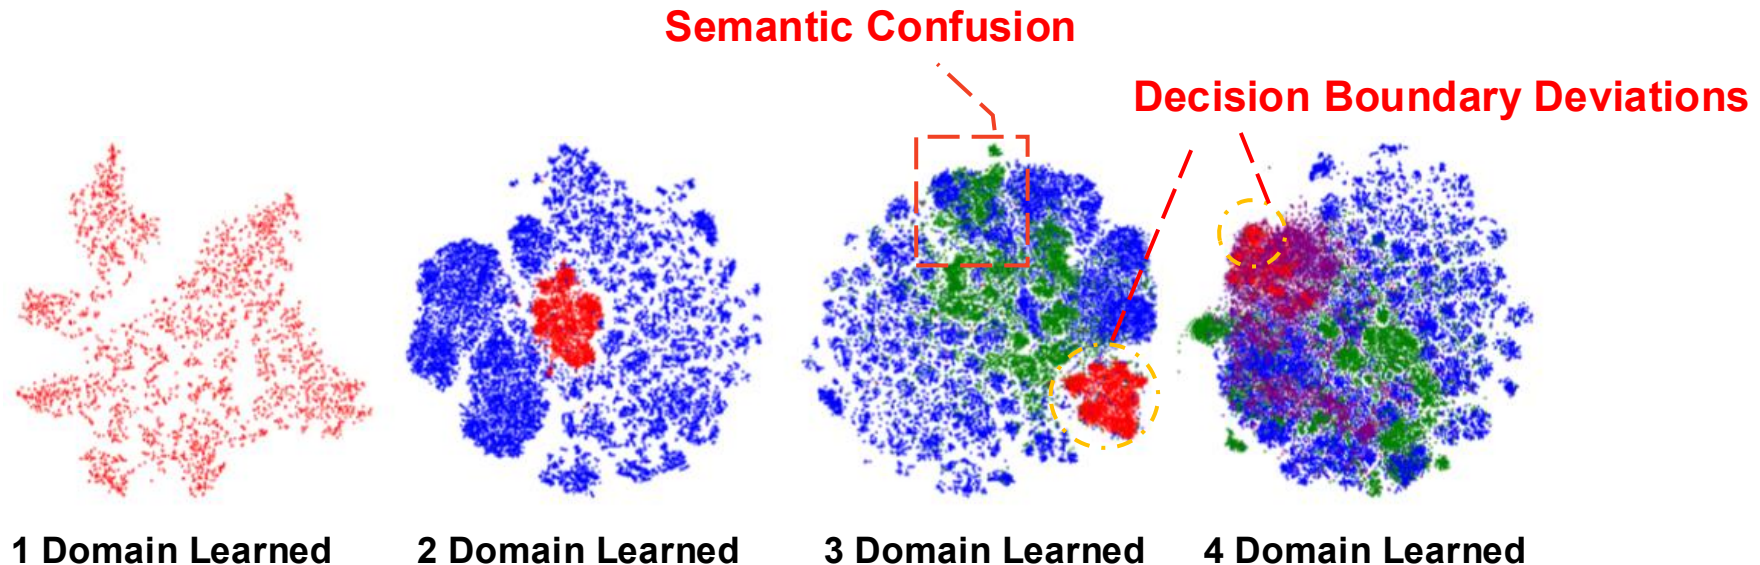 Semantic Confusion
Decision Boundary Deviations
1 Domain Learned
2 Domain Learned
3 Domain Learned
4 Domain Learned